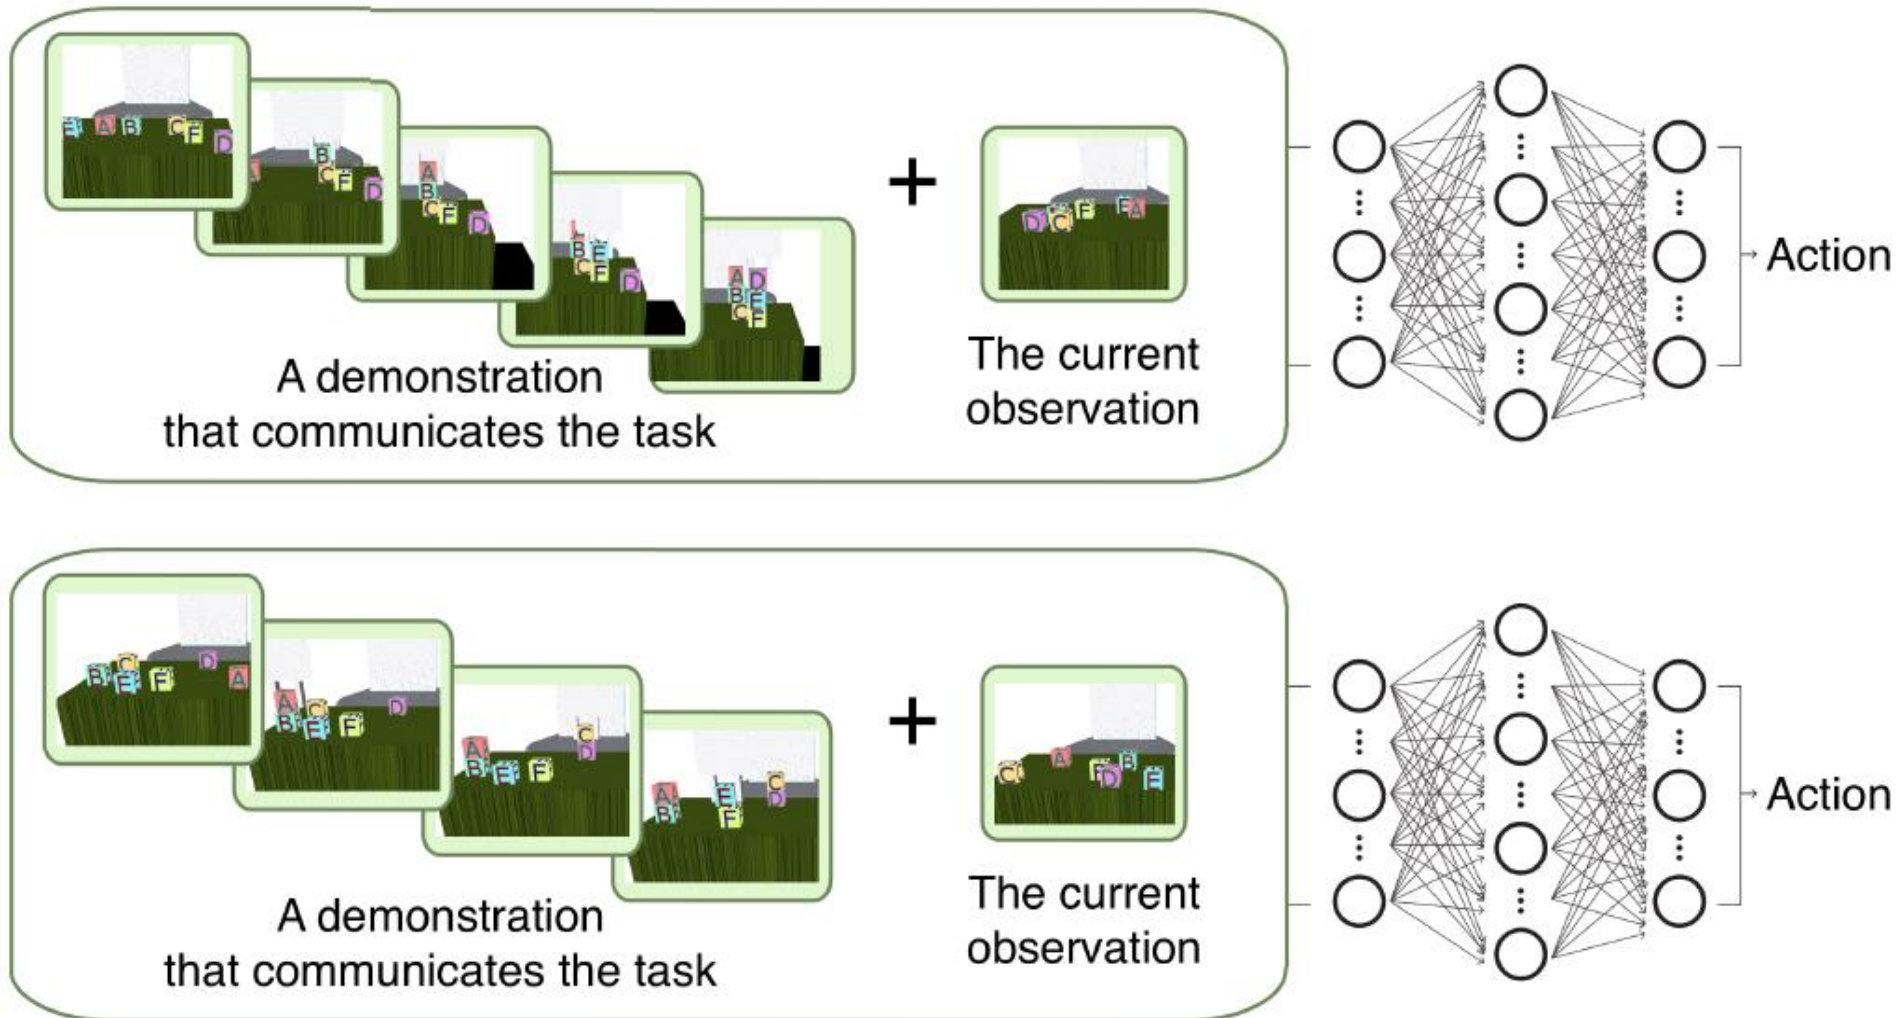 E A B C F D
B C F D
A B C F D
B E C F D
A D B E C F
+
D C F E A
A demonstration
that communicates the task
The current
observation
Action
B C E F D A
A C B E F D
A B E F C D
A B E F C D
+
C A F D B E
A demonstration
that communicates the task
The current
observation
Action